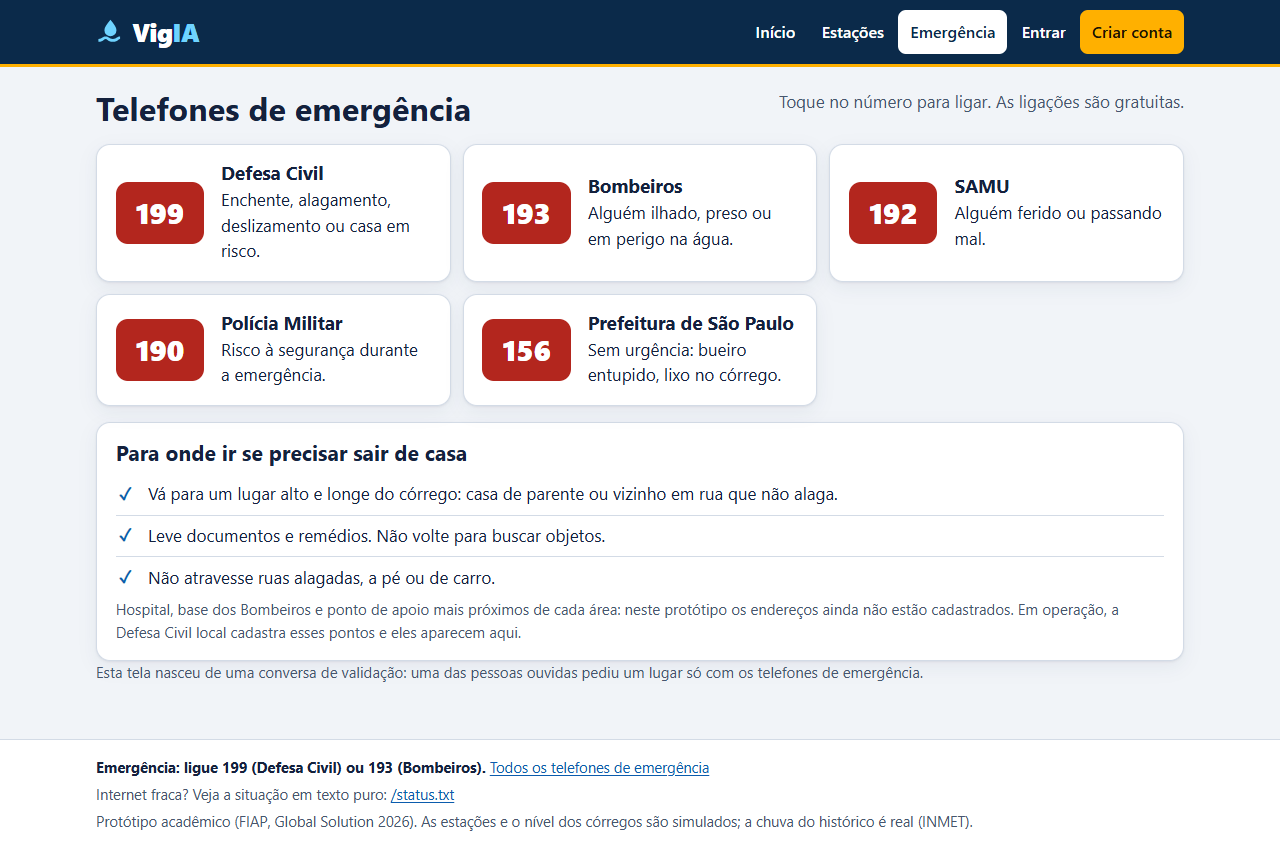 VigIA
Início
Estações
Emergência
Entrar
Criar conta
Telefones de emergência
Toque no número para ligar. As ligações são gratuitas.
199
Defesa Civil
Enchente, alagamento,
deslizamento ou casa em
risco.
193
Bombeiros
Alguém ilhado, preso ou
em perigo na água.
192
SAMU
Alguém ferido ou passando
mal.
190
Polícia Militar
Risco à segurança durante
a emergência.
156
Prefeitura de São Paulo
Sem urgência: bueiro
entupido, lixo no córrego.
Para onde ir se precisar sair de casa
✓ Vá para um lugar alto e longe do córrego: casa de parente ou vizinho em rua que não alaga.
✓ Leve documentos e remédios. Não volte para buscar objetos.
✓ Não atravesse ruas alagadas, a pé ou de carro.
Hospital, base dos Bombeiros e ponto de apoio mais próximos de cada área: neste protótipo os endereços ainda não estão cadastrados. Em operação, a
Defesa Civil local cadastra esses pontos e eles aparecem aqui.
Esta tela nasceu de uma conversa de validação: uma das pessoas ouvidas pediu um lugar só com os telefones de emergência.
Emergência: ligue 199 (Defesa Civil) ou 193 (Bombeiros). Todos os telefones de emergência
Internet fraca? Veja a situação em texto puro: /status.txt
Protótipo acadêmico (FIAP, Global Solution 2026). As estações e o nível dos córregos são simulados; a chuva do histórico é real (INMET).